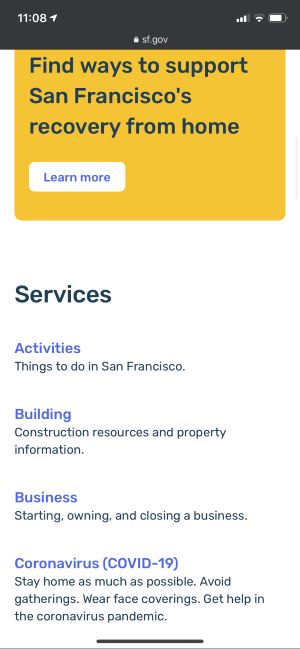 11:08
sf.gov
Find ways to support
San Francisco's
recovery from home
Learn more
Services
Activities
Things to do in San Francisco.
Building
Construction resources and property
information.
Business
Starting, owning, and closing a business.
Coronavirus (COVID-19)
Stay home as much as possible. Avoid
gatherings. Wear face coverings. Get help in
the coronavirus pandemic.